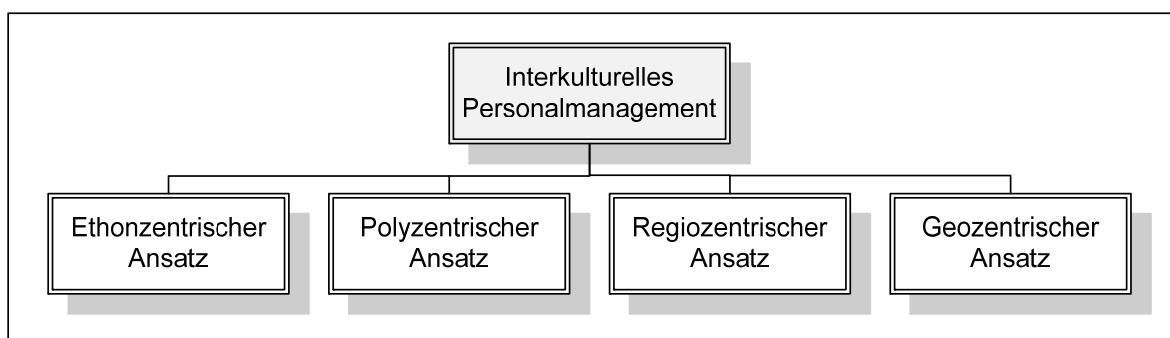 Interkulturelles
Personalmanagement
Ethonzentrischer
Ansatz
Polyzentrischer
Ansatz
Regiozentrischer
Ansatz
Geozentrischer
Ansatz